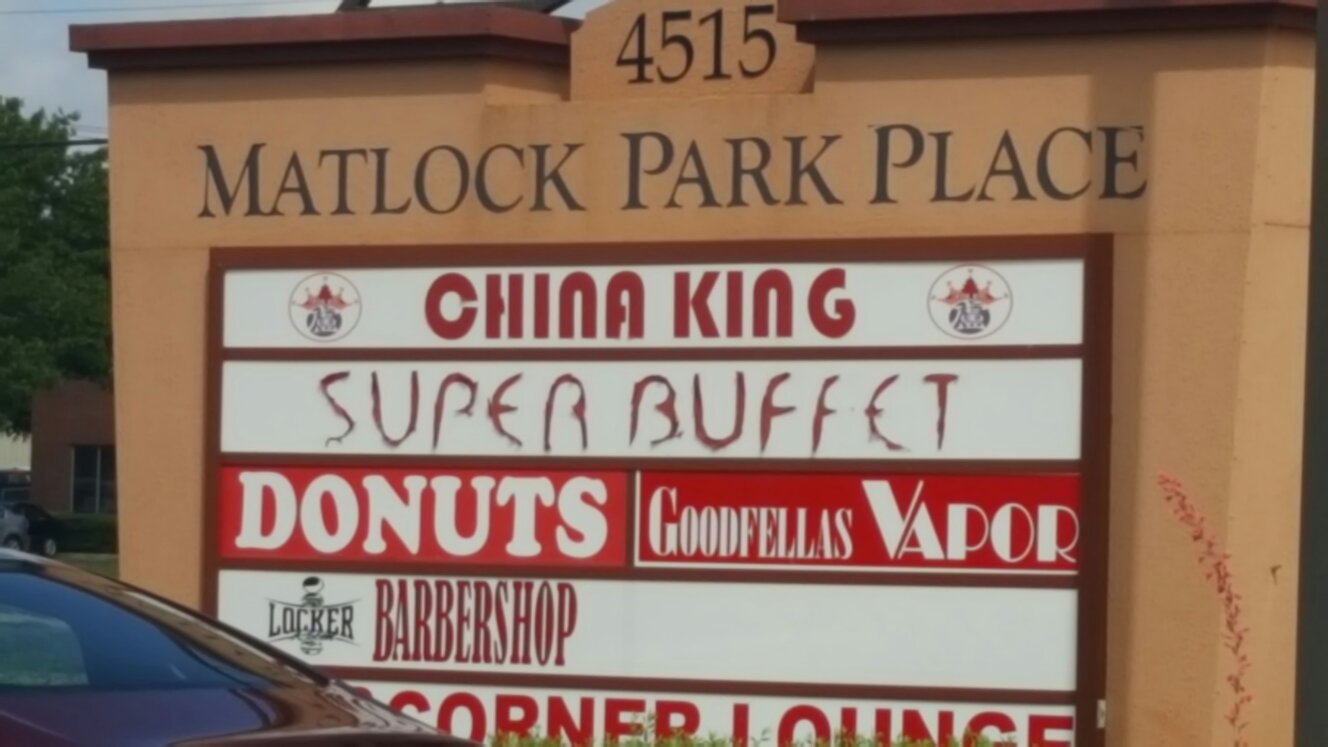 4515
MATLOCK PARK PLACE
CHINA KING
SUPER BUFFET
DONUTS GOODFELLAS VAPOR
LOCKER BARBERSHOP
CORNER LOUNGE